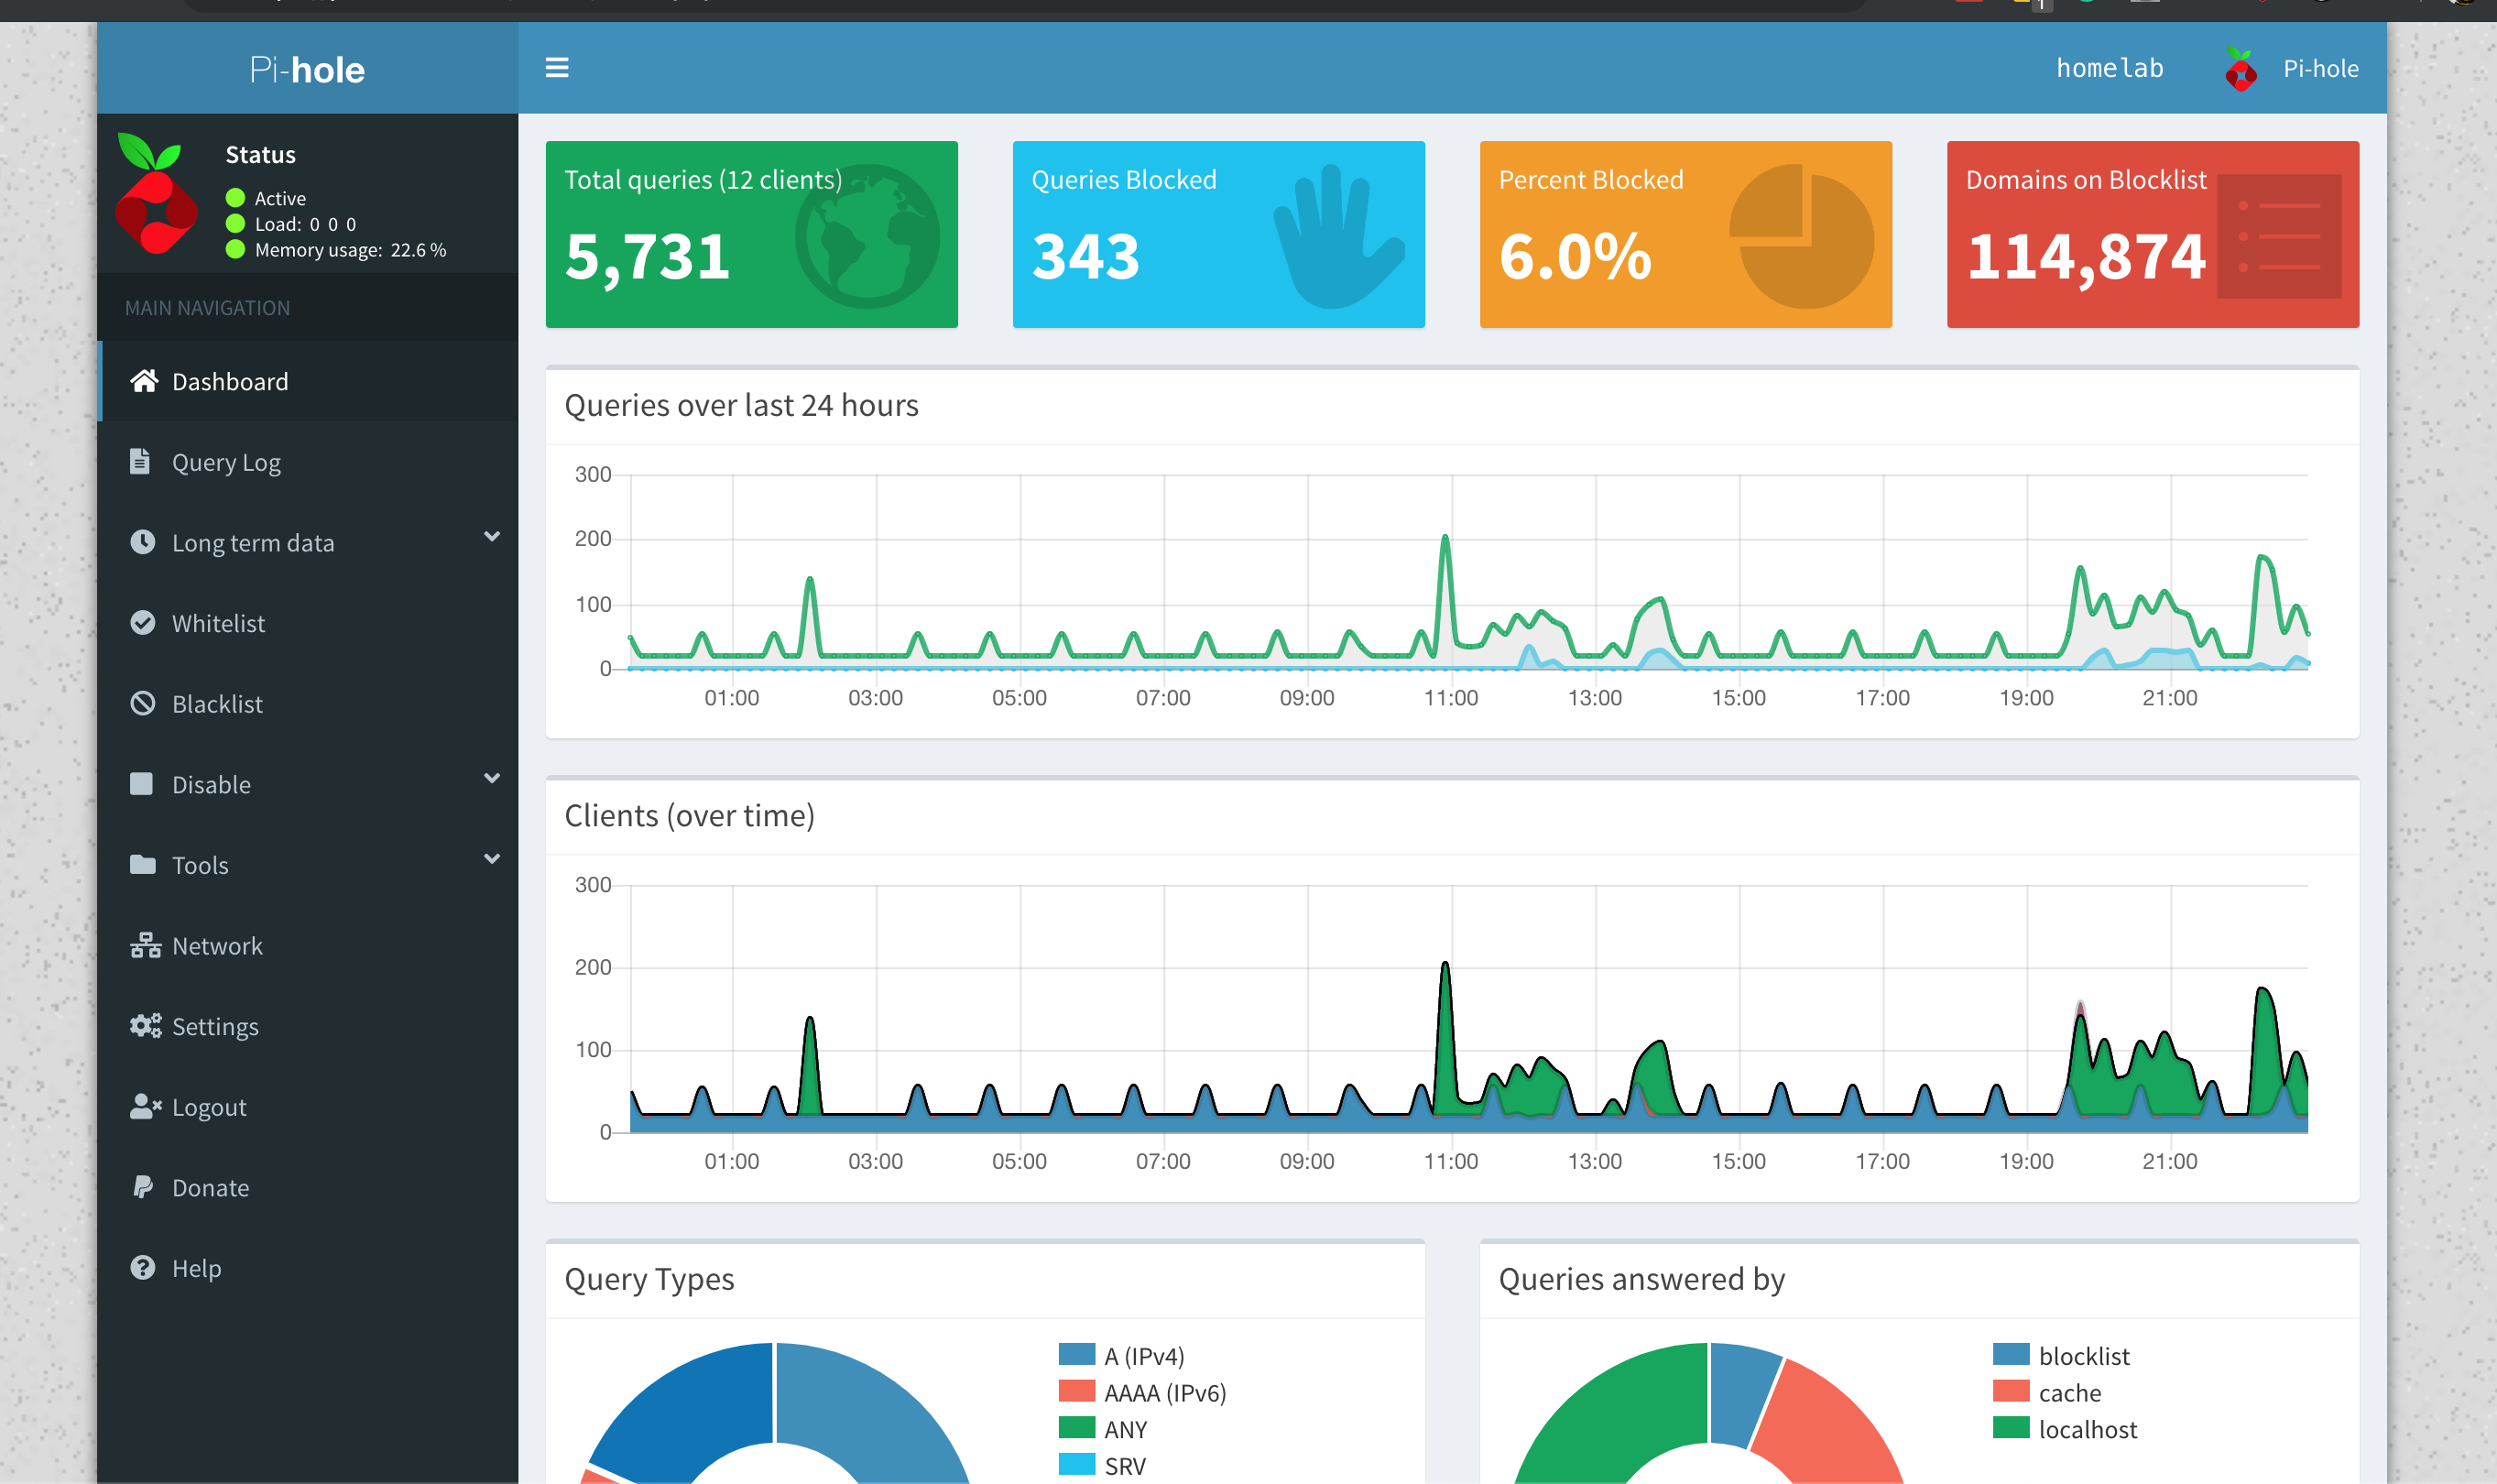 1
Pi-hole
homelab
Pi-hole
Status
Active
Load: 0 0 0
Memory usage: 22.6 %
MAIN NAVIGATION
Dashboard
Query Log
Long term data
Whitelist
Blacklist
Disable
Tools
Network
Settings
Logout
Donate
Help
Total queries (12 clients)
5,731
Queries Blocked
343
Percent Blocked
6.0%
Domains on Blocklist
114,874
Queries over last 24 hours
300
200
100
0
01:00 03:00 05:00 07:00 09:00 11:00 13:00 15:00 17:00 19:00 21:00
Clients (over time)
300
200
100
0
01:00 03:00 05:00 07:00 09:00 11:00 13:00 15:00 17:00 19:00 21:00
Query Types
A (IPv4)
AAAA (IPv6)
ANY
SRV
Queries answered by
blocklist
cache
localhost